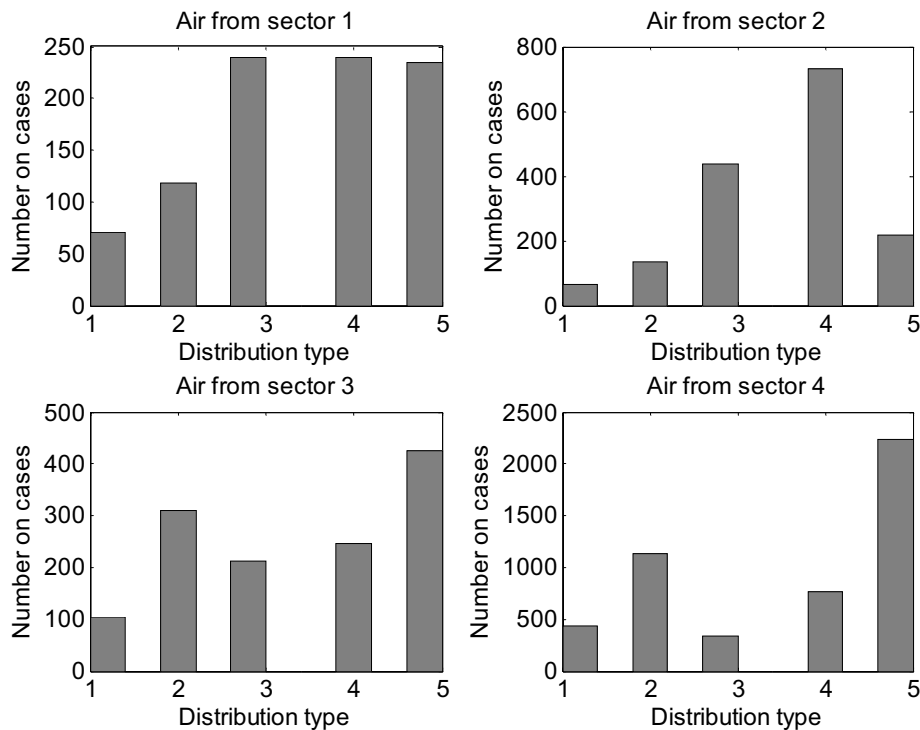 Air from sector 1
250
200
150
100
50
0
Number on cases
1 2 3 4 5
Distribution type
Air from sector 2
800
600
400
200
0
Number on cases
1 2 3 4 5
Distribution type
Air from sector 3
500
400
300
200
100
0
Number on cases
1 2 3 4 5
Distribution type
Air from sector 4
2500
2000
1500
1000
500
0
Number on cases
1 2 3 4 5
Distribution type